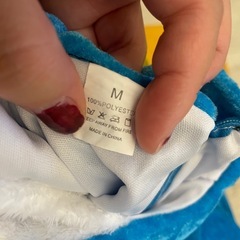 M
100%POLYESTER
KEEP AWAY FROM FIRE
MADE IN CHINA